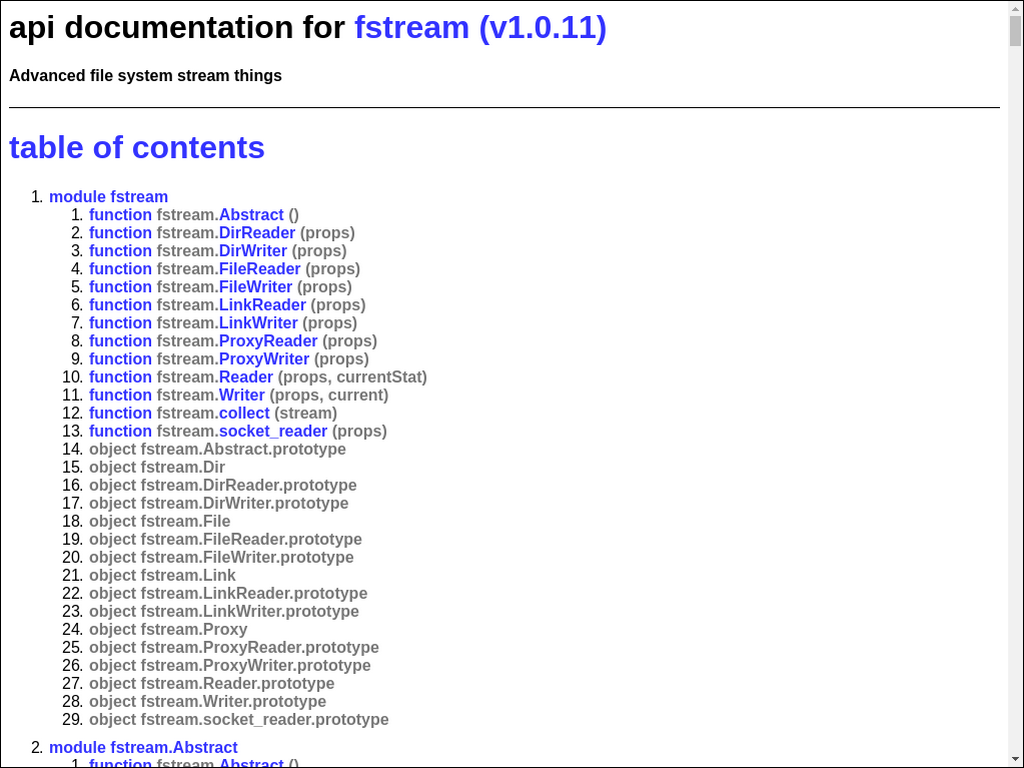 api documentation for fstream (v1.0.11)
Advanced file system stream things
table of contents
1. module fstream
1. function fstream.Abstract ()
2. function fstream.DirReader (props)
3. function fstream.DirWriter (props)
4. function fstream.FileReader (props)
5. function fstream.FileWriter (props)
6. function fstream.LinkReader (props)
7. function fstream.LinkWriter (props)
8. function fstream.ProxyReader (props)
9. function fstream.ProxyWriter (props)
10. function fstream.Reader (props, currentStat)
11. function fstream.Writer (props, current)
12. function fstream.collect (stream)
13. function fstream.socket_reader (props)
14. object fstream.Abstract.prototype
15. object fstream.Dir
16. object fstream.DirReader.prototype
17. object fstream.DirWriter.prototype
18. object fstream.File
19. object fstream.FileReader.prototype
20. object fstream.FileWriter.prototype
21. object fstream.Link
22. object fstream.LinkReader.prototype
23. object fstream.LinkWriter.prototype
24. object fstream.Proxy
25. object fstream.ProxyReader.prototype
26. object fstream.ProxyWriter.prototype
27. object fstream.Reader.prototype
28. object fstream.Writer.prototype
29. object fstream.socket_reader.prototype
2. module fstream.Abstract
1. function fstream.Abstract ()